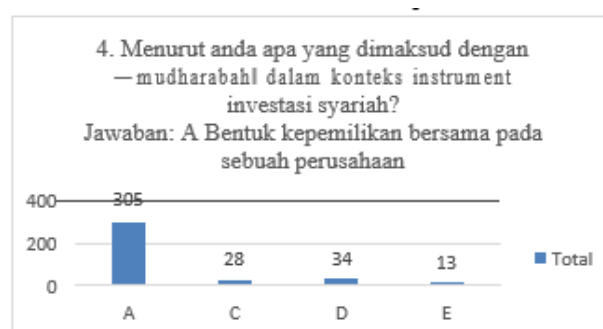 4. Menurut anda apa yang dimaksud dengan
―mudharabah‖ dalam konteks instrument
investasi syariah?
Jawaban: A Bentuk kepemilikan bersama pada
sebuah perusahaan
400
305
200
28
34
13
0
A
C
D
E
Total